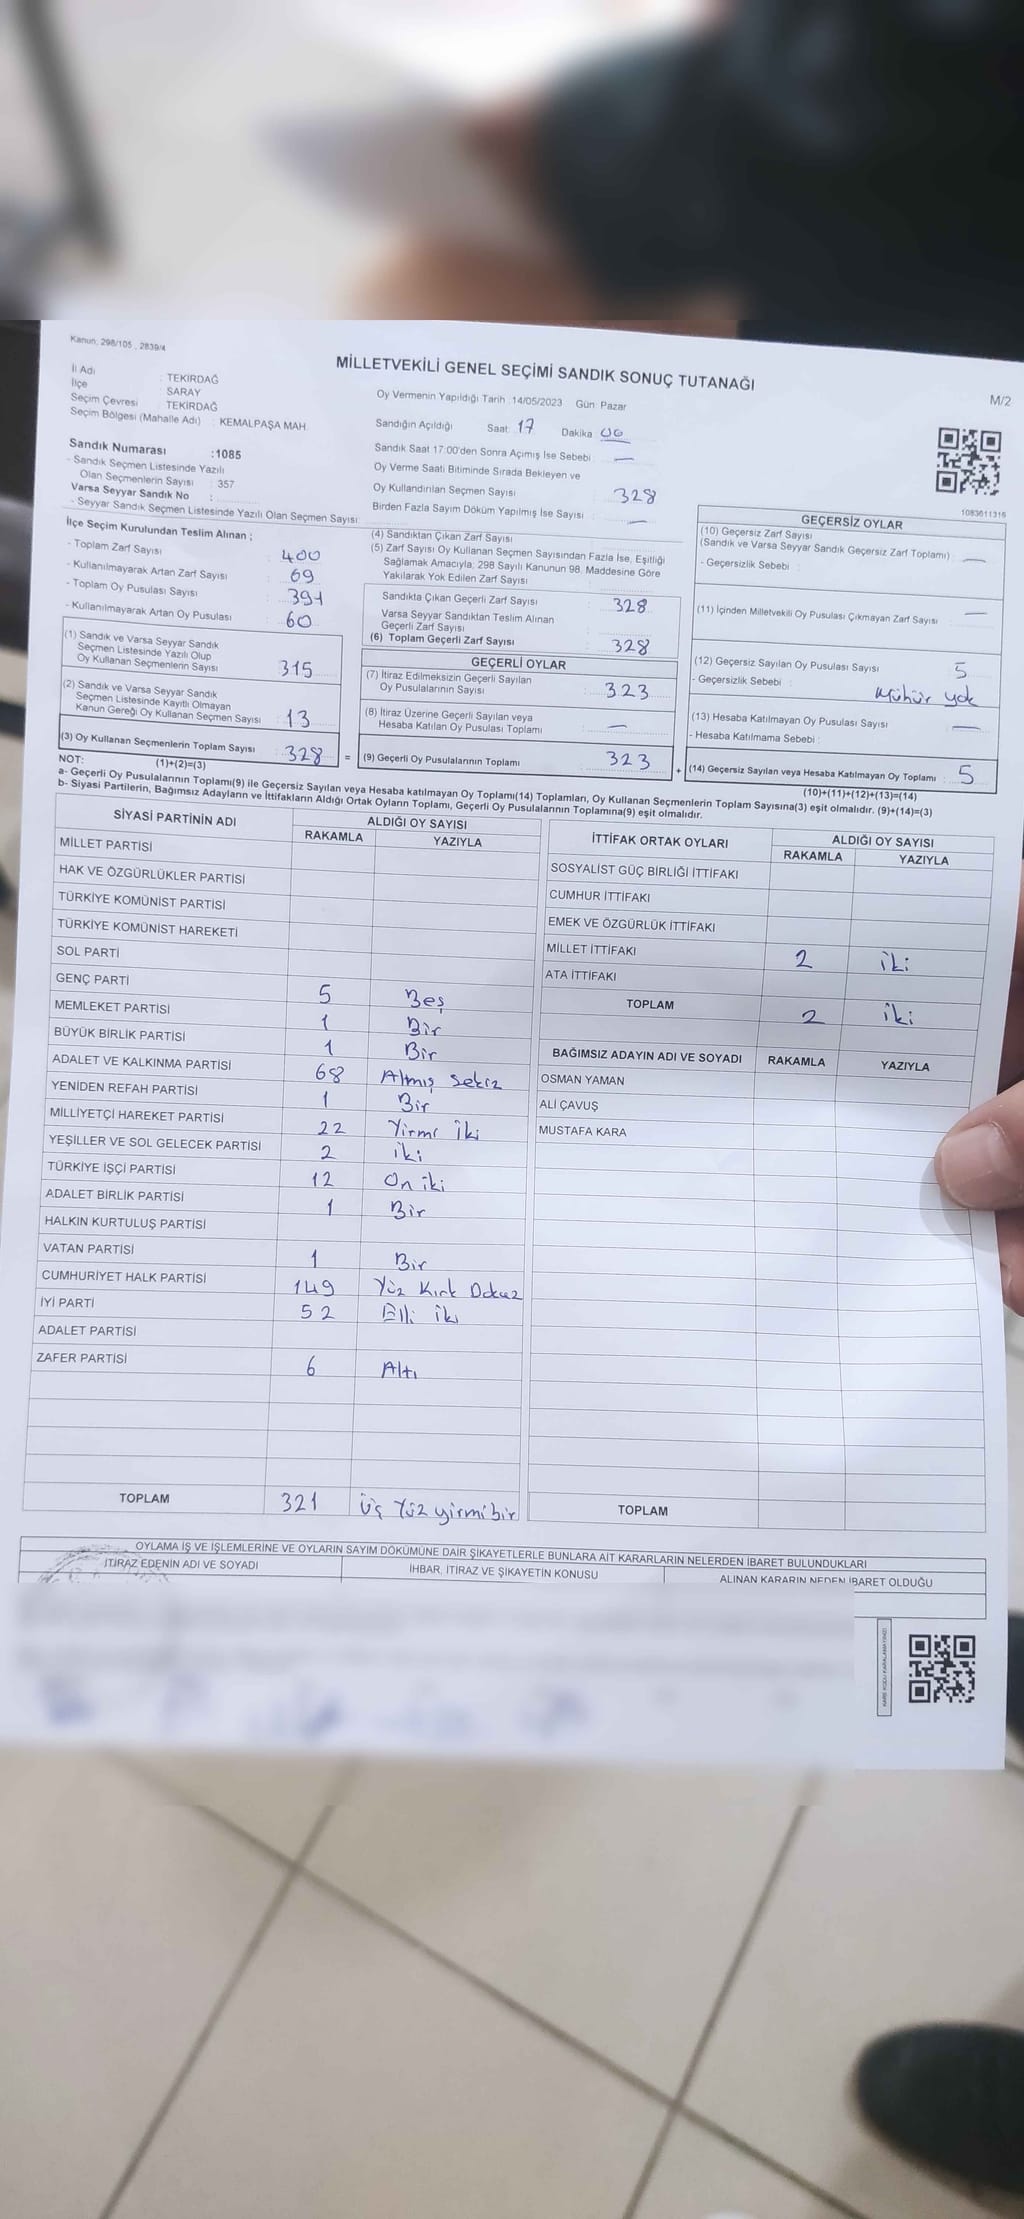 Kanun: 298/105 , 2839/4
MİLLETVEKİLİ GENEL SEÇİMİ SANDIK SONUÇ TUTANAĞI
M/2
İl Adı : TEKİRDAĞ
İlçe : SARAY
Seçim Çevresi : TEKİRDAĞ
Seçim Bölgesi (Mahalle Adı) : KEMALPAŞA MAH.
Oy Vermenin Yapıldığı Tarih :14/05/2023 Gün: Pazar
Sandığın Açıldığı Saat: 17 Dakika 00
Sandık Saat 17:00'den Sonra Açımış İse Sebebi : —
Oy Verme Saati Bitiminde Sırada Bekleyen ve
Oy Kullandırılan Seçmen Sayısı : 328
Birden Fazla Sayım Döküm Yapılmış İse Sayısı : —
Sandık Numarası :1085
- Sandık Seçmen Listesinde Yazılı
Olan Seçmenlerin Sayısı : 357
Varsa Seyyar Sandık No :
- Seyyar Sandık Seçmen Listesinde Yazılı Olan Seçmen Sayısı:
1083611316
İlçe Seçim Kurulundan Teslim Alınan ;
- Toplam Zarf Sayısı : 400
- Kullanılmayarak Artan Zarf Sayısı : 69
- Toplam Oy Pusulası Sayısı : 391
- Kullanılmayarak Artan Oy Pusulası : 60
(1) Sandık ve Varsa Seyyar Sandık
Seçmen Listesinde Yazılı Olup
Oy Kullanan Seçmenlerin Sayısı : 315
(2) Sandık ve Varsa Seyyar Sandık
Seçmen Listesinde Kayıtlı Olmayan
Kanun Gereği Oy Kullanan Seçmen Sayısı : 13
(3) Oy Kullanan Seçmenlerin Toplam Sayısı : 328 =
(1)+(2)=(3)
(4) Sandıktan Çıkan Zarf Sayısı :
(5) Zarf Sayısı Oy Kullanan Seçmen Sayısından Fazla İse, Eşitliği
Sağlamak Amacıyla; 298 Sayılı Kanunun 98. Maddesine Göre
Yakılarak Yok Edilen Zarf Sayısı :
Sandıkta Çıkan Geçerli Zarf Sayısı : 328
Varsa Seyyar Sandıktan Teslim Alınan
Geçerli Zarf Sayısı :
(6) Toplam Geçerli Zarf Sayısı : 328
GEÇERLİ OYLAR
(7) İtiraz Edilmeksizin Geçerli Sayılan
Oy Pusulalarının Sayısı : 323
(8) İtiraz Üzerine Geçerli Sayılan veya
Hesaba Katılan Oy Pusulası Toplamı : —
(9) Geçerli Oy Pusulalarının Toplamı : 323 +
GEÇERSİZ OYLAR
(10) Geçersiz Zarf Sayısı
(Sandık ve Varsa Seyyar Sandık Geçersiz Zarf Toplamı) : —
- Geçersizlik Sebebi :
(11) İçinden Milletvekili Oy Pusulası Çıkmayan Zarf Sayısı : —
(12) Geçersiz Sayılan Oy Pusulası Sayısı : 5
- Geçersizlik Sebebi : Mühür yok
(13) Hesaba Katılmayan Oy Pusulası Sayısı : —
- Hesaba Katılmama Sebebi :
(14) Geçersiz Sayılan veya Hesaba Katılmayan Oy Toplamı : 5
(10)+(11)+(12)+(13)=(14)
NOT:
a- Geçerli Oy Pusulalarının Toplamı(9) ile Geçersiz Sayılan veya Hesaba katılmayan Oy Toplamı(14) Toplamları, Oy Kullanan Seçmenlerin Toplam Sayısına(3) eşit olmalıdır. (9)+(14)=(3)
b- Siyasi Partilerin, Bağımsız Adayların ve İttifakların Aldığı Ortak Oyların Toplamı, Geçerli Oy Pusulalarının Toplamına(9) eşit olmalıdır.
SİYASİ PARTİNİN ADI ALDIĞI OY SAYISI
RAKAMLA YAZIYLA
MİLLET PARTİSİ
HAK VE ÖZGÜRLÜKLER PARTİSİ
TÜRKİYE KOMÜNİST PARTİSİ
TÜRKİYE KOMÜNİST HAREKETİ
SOL PARTİ
GENÇ PARTİ 5 Beş
MEMLEKET PARTİSİ 1 Bir
BÜYÜK BİRLİK PARTİSİ 1 Bir
ADALET VE KALKINMA PARTİSİ 68 Altmış Sekiz
YENİDEN REFAH PARTİSİ 1 Bir
MİLLİYETÇİ HAREKET PARTİSİ 22 Yirmi İki
YEŞİLLER VE SOL GELECEK PARTİSİ 2 İki
TÜRKİYE İŞÇİ PARTİSİ 12 On iki
ADALET BİRLİK PARTİSİ 1 Bir
HALKIN KURTULUŞ PARTİSİ
VATAN PARTİSİ 1 Bir
CUMHURİYET HALK PARTİSİ 149 Yüz Kırk Dokuz
İYİ PARTİ 52 Elli İki
ADALET PARTİSİ
ZAFER PARTİSİ 6 Altı
TOPLAM 321 Üç Yüz yirmibir
İTTİFAK ORTAK OYLARI ALDIĞI OY SAYISI
RAKAMLA YAZIYLA
SOSYALİST GÜÇ BİRLİĞİ İTTİFAKI
CUMHUR İTTİFAKI
EMEK VE ÖZGÜRLÜK İTTİFAKI
MİLLET İTTİFAKI 2 İki
ATA İTTİFAKI
TOPLAM 2 İki
BAĞIMSIZ ADAYIN ADI VE SOYADI RAKAMLA YAZIYLA
OSMAN YAMAN
ALİ ÇAVUŞ
MUSTAFA KARA
TOPLAM
OYLAMA İŞ VE İŞLEMLERİNE VE OYLARIN SAYIM DÖKÜMÜNE DAİR ŞİKAYETLERLE BUNLARA AİT KARARLARIN NELERDEN İBARET BULUNDUKLARI
İTİRAZ EDENİN ADI VE SOYADI İHBAR, İTİRAZ VE ŞİKAYETİN KONUSU ALINAN KARARIN NEDEN İBARET OLDUĞU
KARE KODU KARALAMAYINIZ!